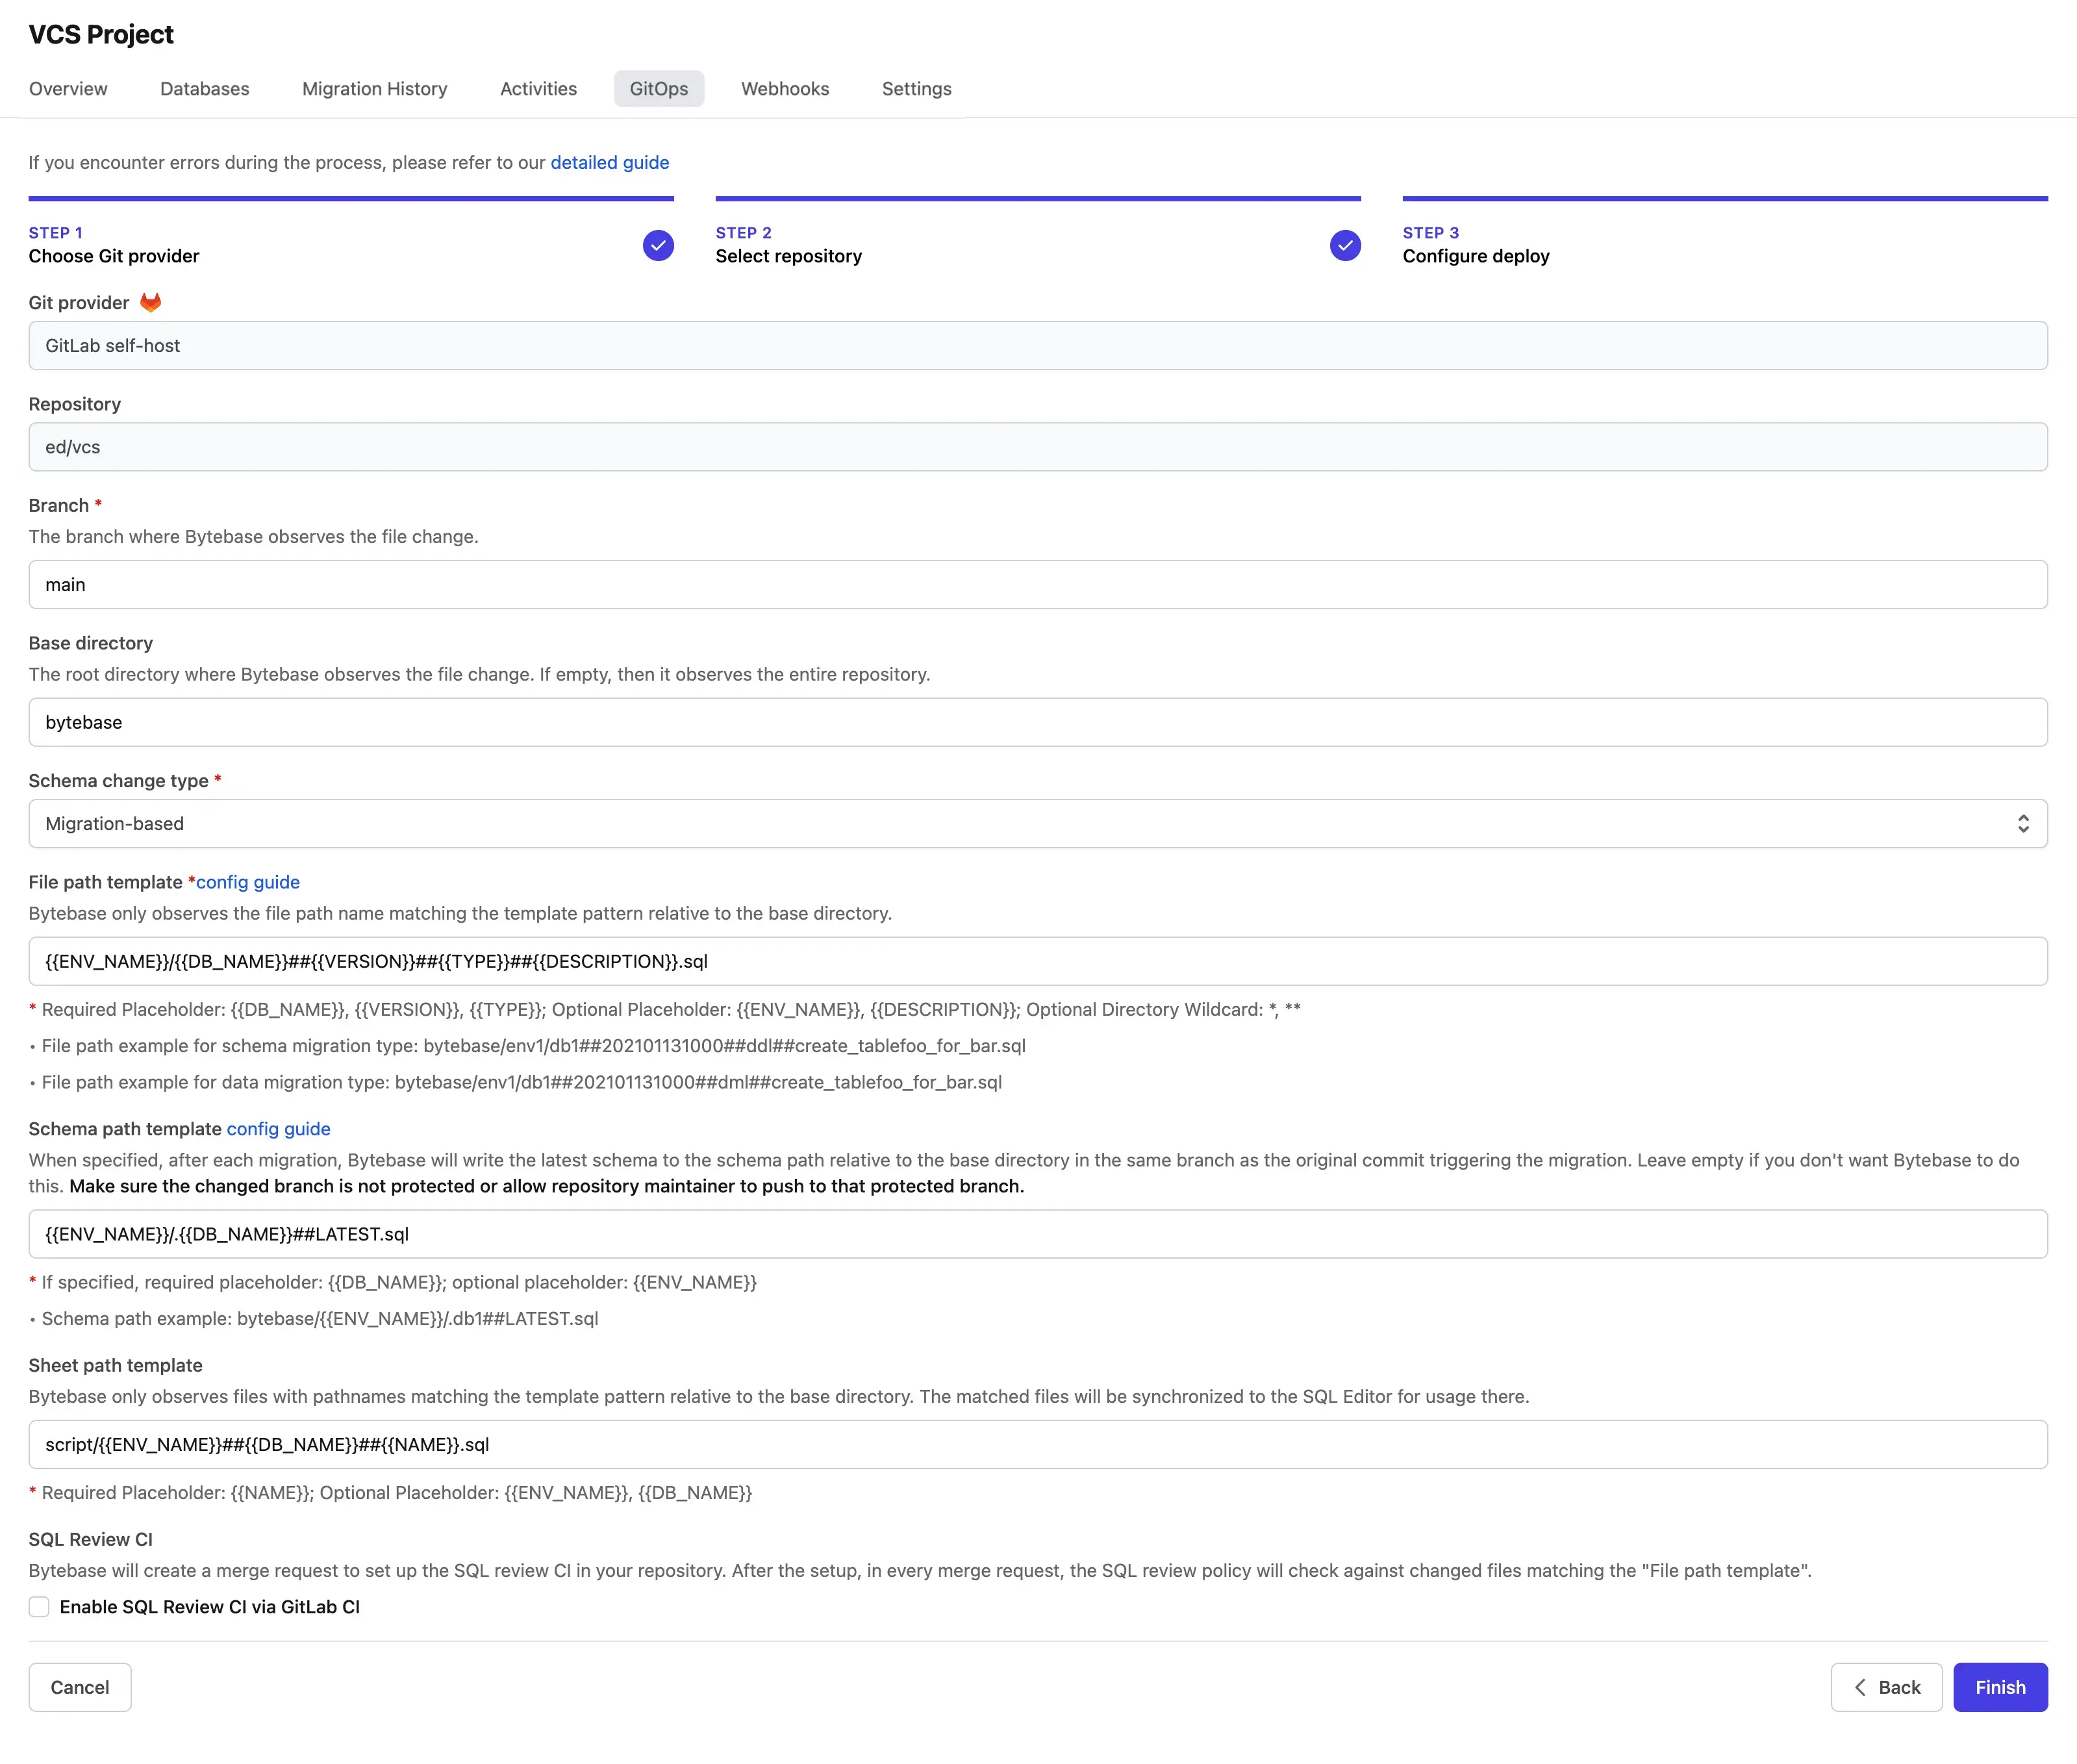 VCS Project
Overview Databases Migration History Activities GitOps Webhooks Settings
If you encounter errors during the process, please refer to our detailed guide
STEP 1 STEP 2 STEP 3
Choose Git provider Select repository Configure deploy
Git provider
GitLab self-host
Repository
ed/vcs
Branch *
The branch where Bytebase observes the file change.
main
Base directory
The root directory where Bytebase observes the file change. If empty, then it observes the entire repository.
bytebase
Schema change type *
Migration-based
File path template *config guide
Bytebase only observes the file path name matching the template pattern relative to the base directory.
{{ENV_NAME}}/{{DB_NAME}}##{{VERSION}}##{{TYPE}}##{{DESCRIPTION}}.sql
* Required Placeholder: {{DB_NAME}}, {{VERSION}}, {{TYPE}}; Optional Placeholder: {{ENV_NAME}}, {{DESCRIPTION}}; Optional Directory Wildcard: *, **
• File path example for schema migration type: bytebase/env1/db1##202101131000##ddl##create_tablefoo_for_bar.sql
• File path example for data migration type: bytebase/env1/db1##202101131000##dml##create_tablefoo_for_bar.sql
Schema path template config guide
When specified, after each migration, Bytebase will write the latest schema to the schema path relative to the base directory in the same branch as the original commit triggering the migration. Leave empty if you don't want Bytebase to do
this. Make sure the changed branch is not protected or allow repository maintainer to push to that protected branch.
{{ENV_NAME}}/.{{DB_NAME}}##LATEST.sql
* If specified, required placeholder: {{DB_NAME}}; optional placeholder: {{ENV_NAME}}
• Schema path example: bytebase/{{ENV_NAME}}/.db1##LATEST.sql
Sheet path template
Bytebase only observes files with pathnames matching the template pattern relative to the base directory. The matched files will be synchronized to the SQL Editor for usage there.
script/{{ENV_NAME}}##{{DB_NAME}}##{{NAME}}.sql
* Required Placeholder: {{NAME}}; Optional Placeholder: {{ENV_NAME}}, {{DB_NAME}}
SQL Review CI
Bytebase will create a merge request to set up the SQL review CI in your repository. After the setup, in every merge request, the SQL review policy will check against changed files matching the "File path template".
Enable SQL Review CI via GitLab CI
Cancel Back Finish